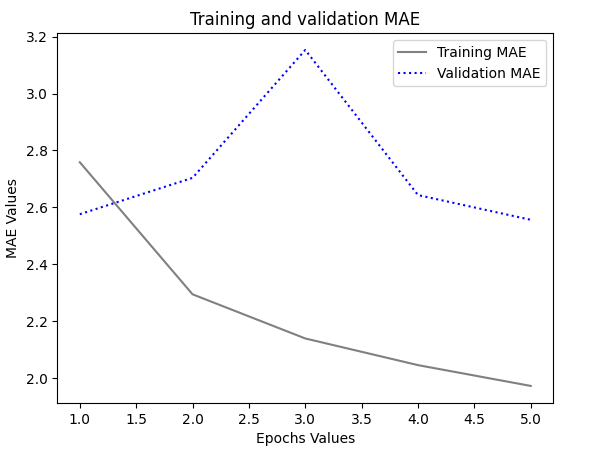 Training and validation MAE
Training MAE
Validation MAE
3.2
3.0
2.8
2.6
2.4
2.2
2.0
MAE Values
1.0 1.5 2.0 2.5 3.0 3.5 4.0 4.5 5.0
Epochs Values